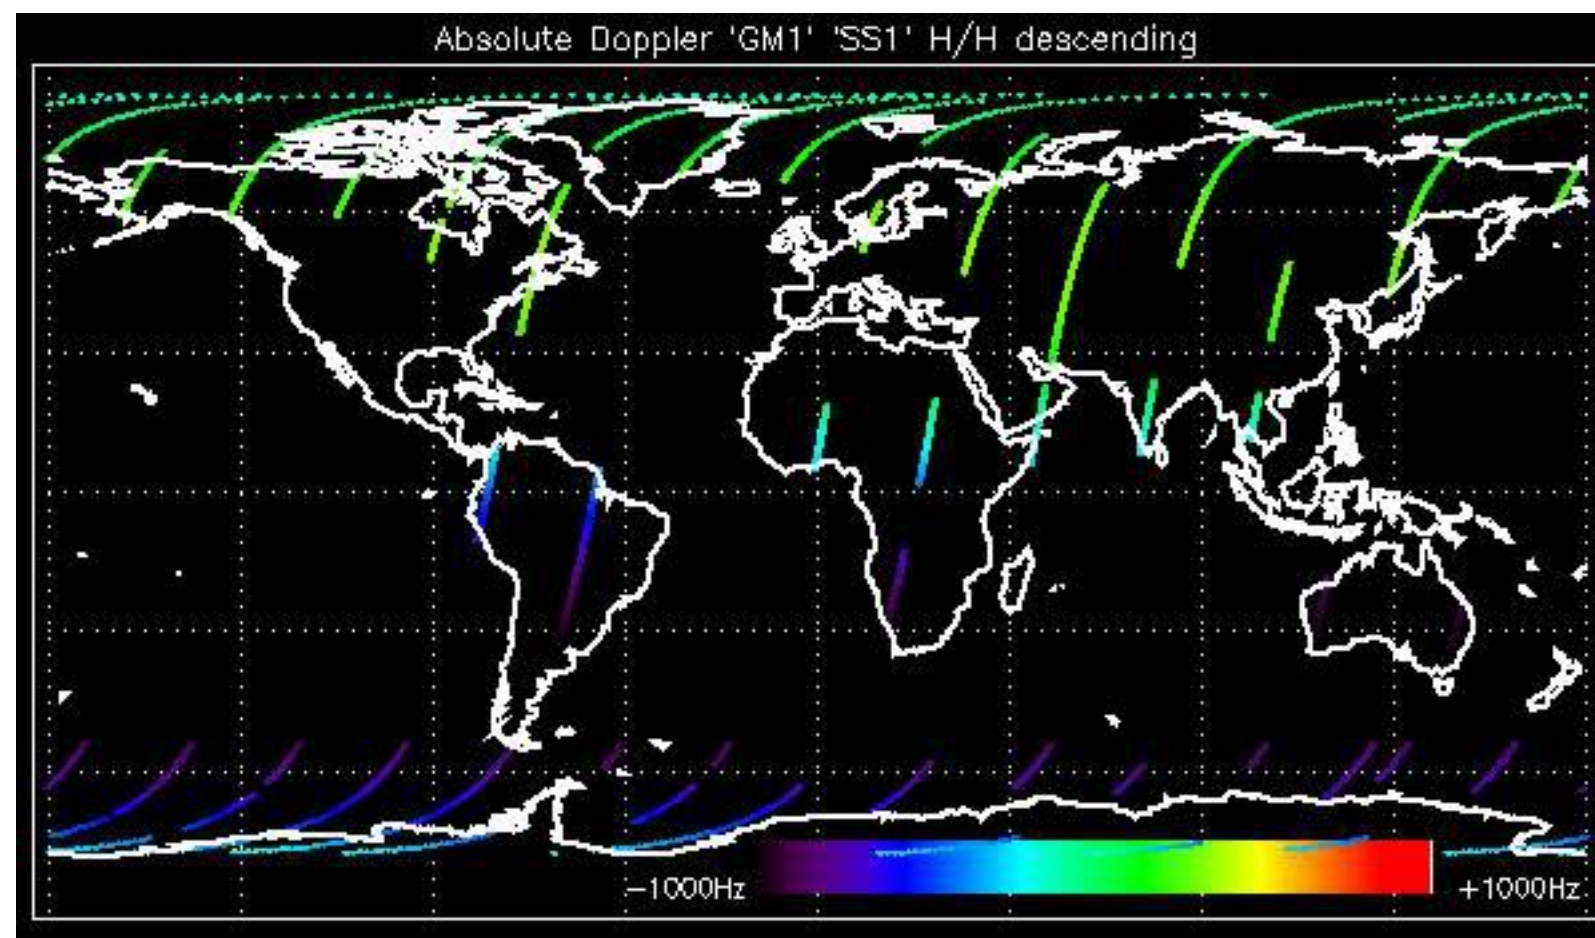 Absolute Doppler 'GM1' 'SS1' H/H descending
−1000Hz
+1000Hz